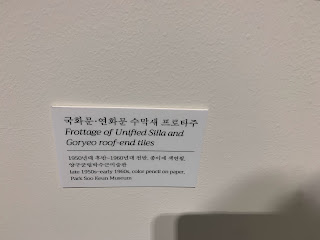 국화문·연화문 수막새 프로타주
Frottage of Unified Silla and
Goryeo roof-end tiles
1950년대 후반–1960년대 전반, 종이에 색연필,
양구군립박수근미술관
late 1950s–early 1960s, color pencil on paper,
Park Soo Keun Museum